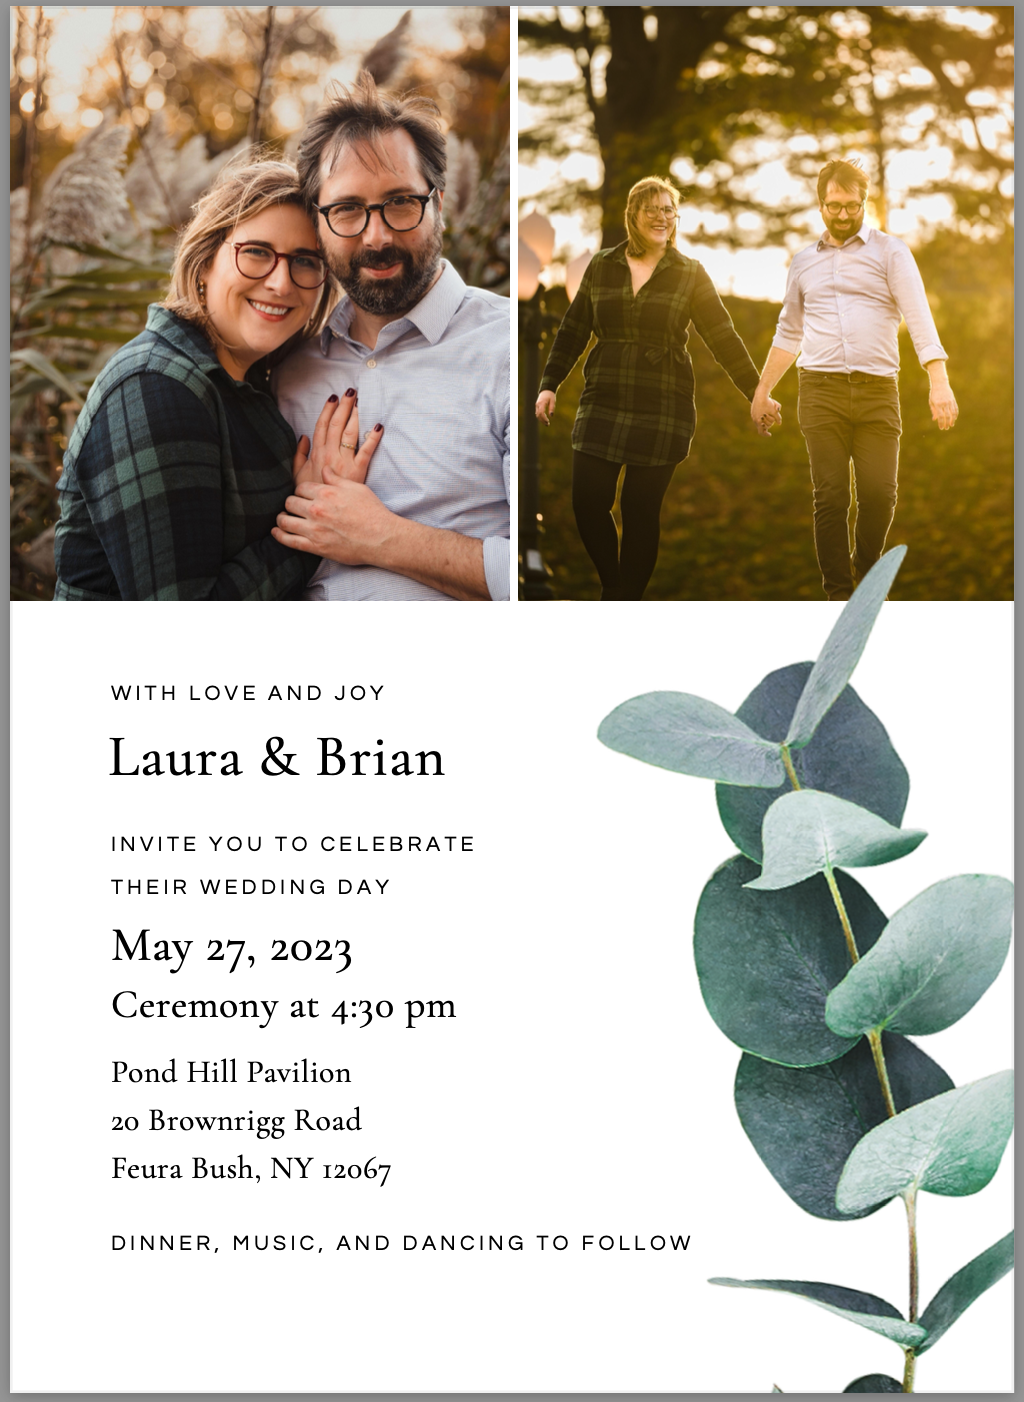 WITH LOVE AND JOY
Laura & Brian
INVITE YOU TO CELEBRATE
THEIR WEDDING DAY
May 27, 2023
Ceremony at 4:30 pm
Pond Hill Pavilion
20 Brownrigg Road
Feura Bush, NY 12067
DINNER, MUSIC, AND DANCING TO FOLLOW